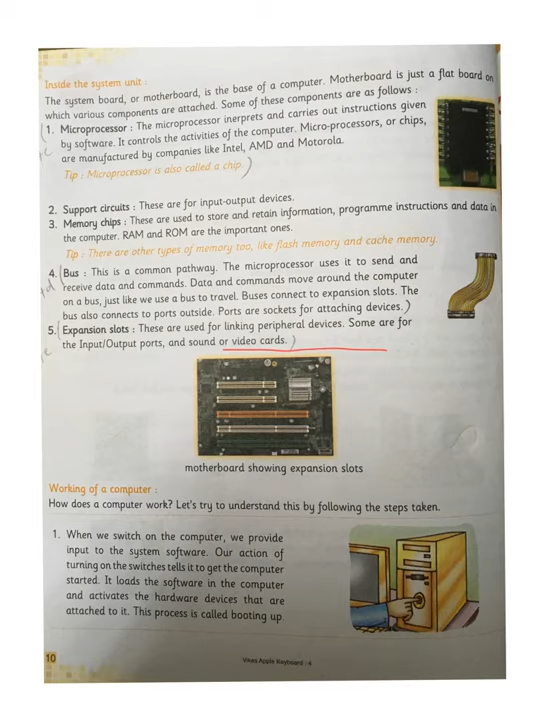 Inside the system unit :
The system board, or motherboard, is the base of a computer. Motherboard is just a flat board on
which various components are attached. Some of these components are as follows :
1. Microprocessor : The microprocessor inerprets and carries out instructions given
by software. It controls the activities of the computer. Micro-processors, or chips,
are manufactured by companies like Intel, AMD and Motorola.
Tip : Microprocessor is also called a chip.
2. Support circuits : These are for input-output devices.
3. Memory chips : These are used to store and retain information, programme instructions and data in
the computer. RAM and ROM are the important ones.
Tip : There are other types of memory too, like flash memory and cache memory.
4. Bus : This is a common pathway. The microprocessor uses it to send and
receive data and commands. Data and commands move around the computer
on a bus, just like we use a bus to travel. Buses connect to expansion slots. The
bus also connects to ports outside. Ports are sockets for attaching devices.
5. Expansion slots : These are used for linking peripheral devices. Some are for
the Input/Output ports, and sound or video cards.
motherboard showing expansion slots
Working of a computer :
How does a computer work? Let's try to understand this by following the steps taken.
1. When we switch on the computer, we provide
input to the system software. Our action of
turning on the switches tells it to get the computer
started. It loads the software in the computer
and activates the hardware devices that are
attached to it. This process is called booting up.
10
Vikas Apple Keyboard - 4